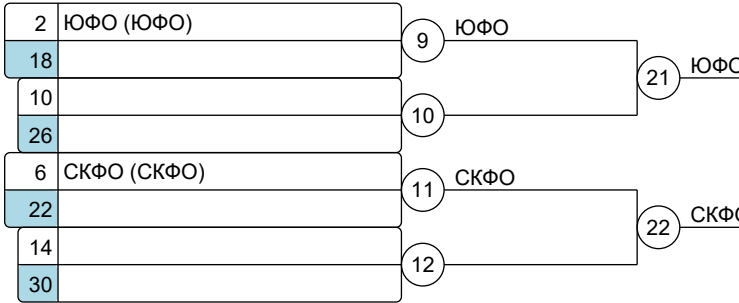 2 ЮФО (ЮФО)
18
9 ЮФО
10
26
10
21 ЮФО
6 СКФО (СКФО)
22
11 СКФО
14
30
12
22 СКФО